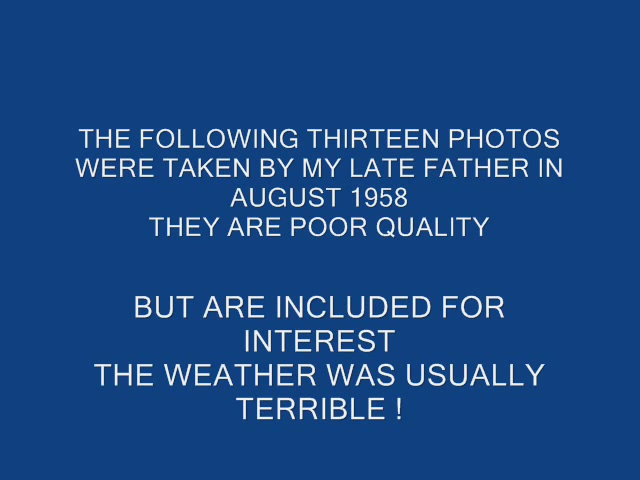 THE FOLLOWING THIRTEEN PHOTOS
WERE TAKEN BY MY LATE FATHER IN
AUGUST 1958
THEY ARE POOR QUALITY
BUT ARE INCLUDED FOR
INTEREST
THE WEATHER WAS USUALLY
TERRIBLE !